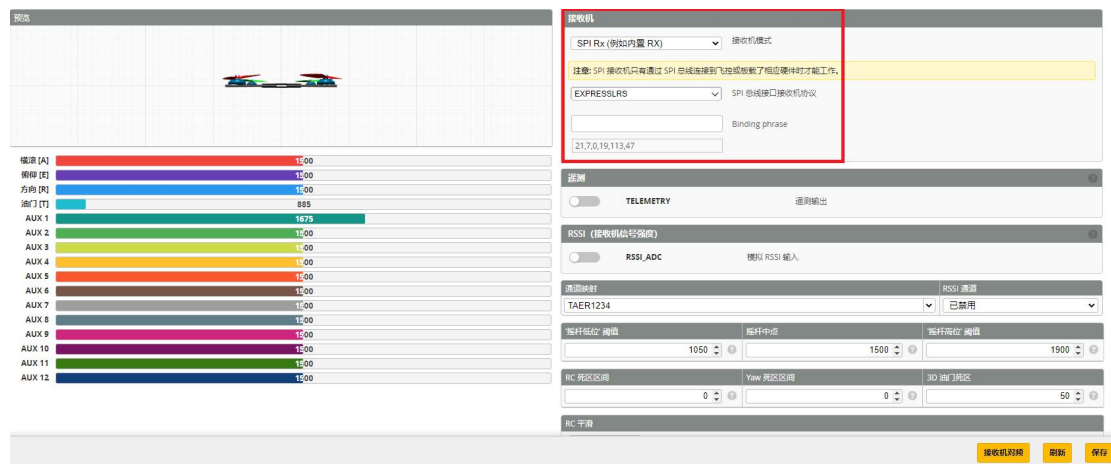 预览
横滚 [A] 1500
俯仰 [E] 1500
方向 [R] 1500
油门 [T] 885
AUX 1 1675
AUX 2 1500
AUX 3 1500
AUX 4 1500
AUX 5 1500
AUX 6 1500
AUX 7 1500
AUX 8 1500
AUX 9 1500
AUX 10 1500
AUX 11 1500
AUX 12 1500
接收机
SPI Rx (例如内置 RX) 接收机模式
注意: SPI 接收机只有通过 SPI 总线连接到飞控或板载了相应硬件时才能工作。
EXPRESSLRS SPI 总线接口接收机协议
Binding phrase
21,7,0,19,113,47
遥测
TELEMETRY 遥测输出
RSSI (接收机信号强度)
RSSI_ADC 模拟 RSSI 输入
通道映射 RSSI 通道
TAER1234 已禁用
'摇杆低位' 阈值 摇杆中点 '摇杆高位' 阈值
1050 1500 1900
RC 死区区间 Yaw 死区区间 3D 油门死区
0 0 50
RC 平滑
接收机对频 刷新 保存